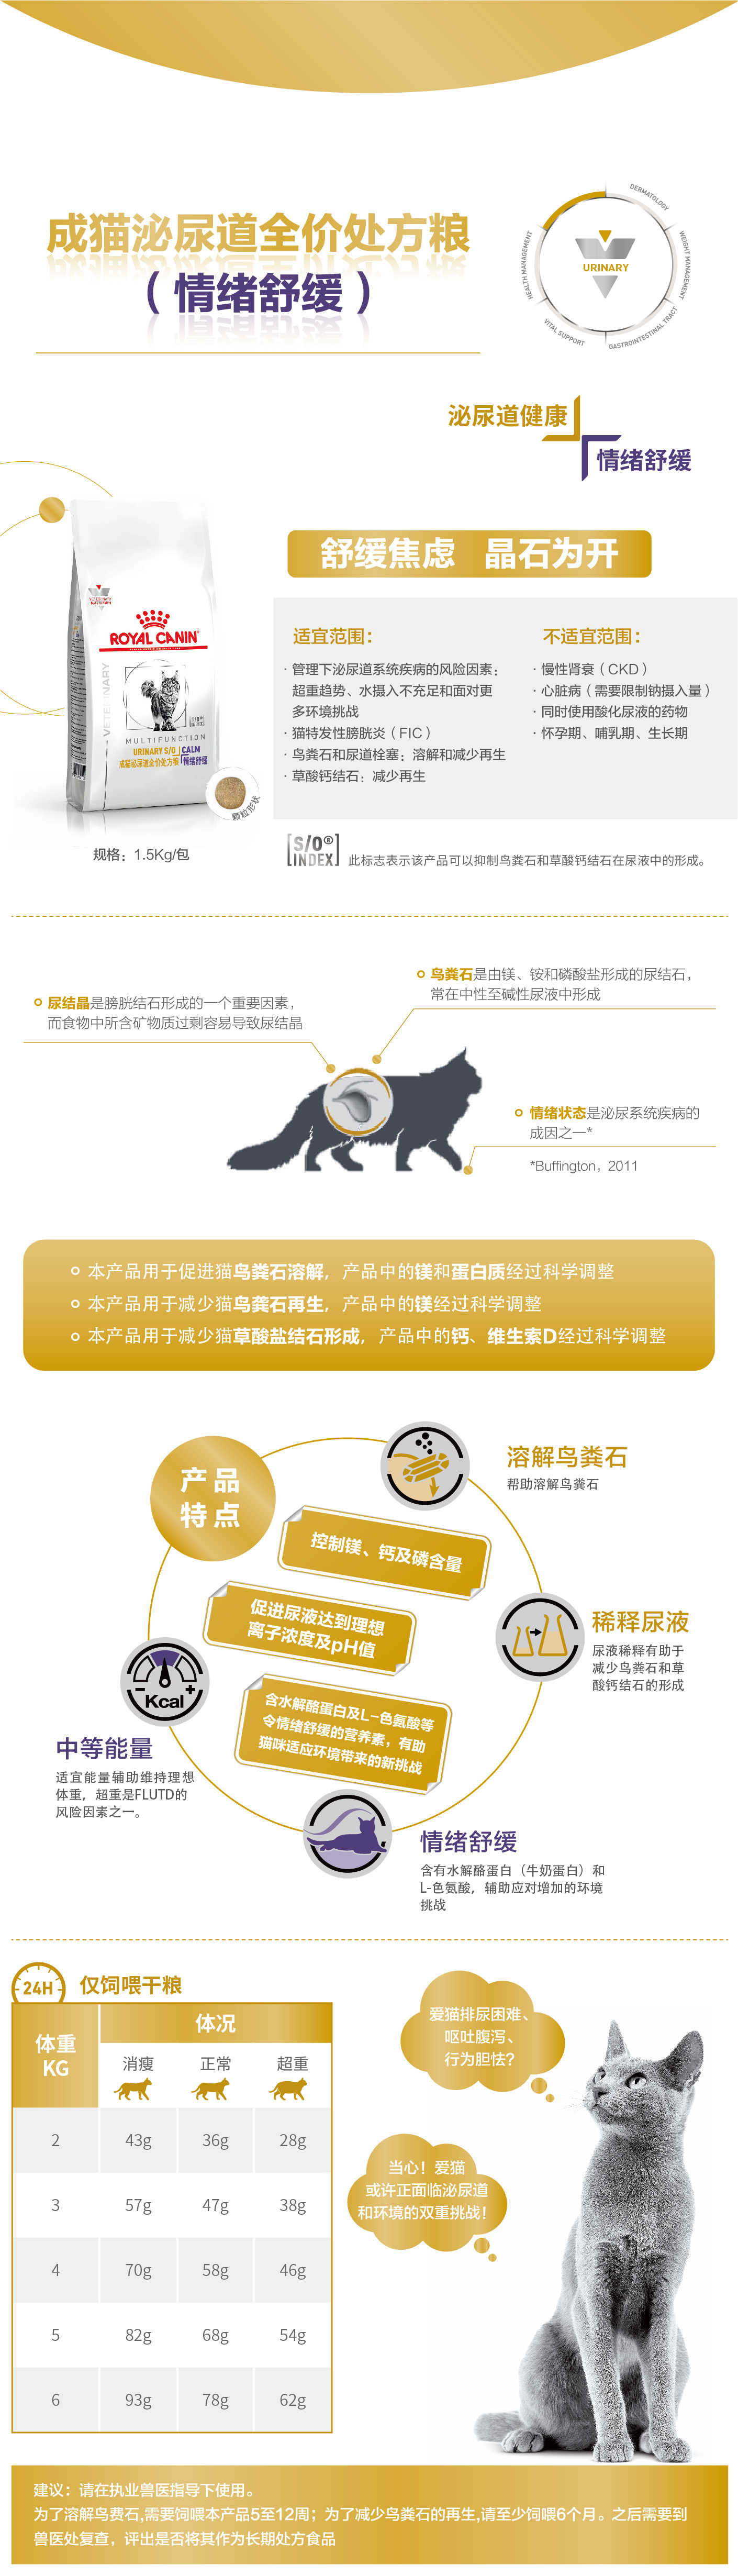 成猫泌尿道全价处方粮
（情绪舒缓）
DERMATOLOGY
WEIGHT MANAGEMENT
GASTROINTESTINAL TRACT
VITAL SUPPORT
HEALTH MANAGEMENT
URINARY
泌尿道健康
情绪舒缓
舒缓焦虑 晶石为开
ROYAL CANIN
VETERINARY
MULTIFUNCTION
URINARY S/O CALM
成猫泌尿道全价处方粮 情绪舒缓
颗粒形状
规格：1.5Kg/包
适宜范围：
· 管理下泌尿道系统疾病的风险因素：
超重趋势、水摄入不充足和面对更
多环境挑战
· 猫特发性膀胱炎（FIC）
· 鸟粪石和尿道栓塞：溶解和减少再生
· 草酸钙结石：减少再生
不适宜范围：
· 慢性肾衰（CKD）
· 心脏病（需要限制钠摄入量）
· 同时使用酸化尿液的药物
· 怀孕期、哺乳期、生长期
S/O®
INDEX
此标志表示该产品可以抑制鸟粪石和草酸钙结石在尿液中的形成。
鸟粪石是由镁、铵和磷酸盐形成的尿结石，
常在中性至碱性尿液中形成
尿结晶是膀胱结石形成的一个重要因素，
而食物中所含矿物质过剩容易导致尿结晶
情绪状态是泌尿系统疾病的
成因之一*
*Buffington，2011
本产品用于促进猫鸟粪石溶解，产品中的镁和蛋白质经过科学调整
本产品用于减少猫鸟粪石再生，产品中的镁经过科学调整
本产品用于减少猫草酸盐结石形成，产品中的钙、维生素D经过科学调整
产品
特点
溶解鸟粪石
帮助溶解鸟粪石
控制镁、钙及磷含量
促进尿液达到理想
离子浓度及pH值
稀释尿液
尿液稀释有助于
减少鸟粪石和草
酸钙结石的形成
含水解酪蛋白及L-色氨酸等
令情绪舒缓的营养素，有助
猫咪适应环境带来的新挑战
- +
Kcal
中等能量
适宜能量辅助维持理想
体重，超重是FLUTD的
风险因素之一。
情绪舒缓
含有水解酪蛋白（牛奶蛋白）和
L-色氨酸，辅助应对增加的环境
挑战
24H 仅饲喂干粮
体重
KG
体况
消瘦 正常 超重
2 43g 36g 28g
3 57g 47g 38g
4 70g 58g 46g
5 82g 68g 54g
6 93g 78g 62g
爱猫排尿困难、
呕吐腹泻、
行为胆怯？
当心！爱猫
或许正面临泌尿道
和环境的双重挑战！
建议：请在执业兽医指导下使用。
为了溶解鸟费石,需要饲喂本产品5至12周；为了减少鸟粪石的再生,请至少饲喂6个月。之后需要到
兽医处复查，评出是否将其作为长期处方食品